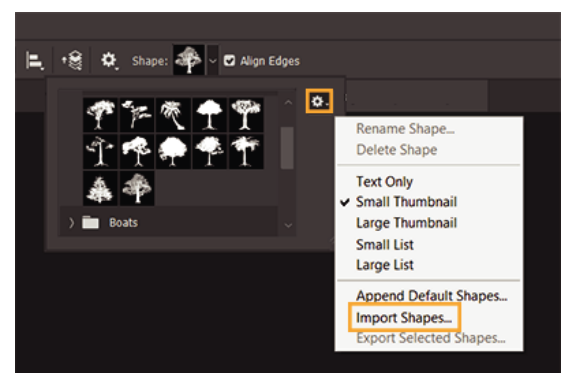 Shape: Align Edges
Rename Shape...
Delete Shape
Text Only
Small Thumbnail
Large Thumbnail
Small List
Large List
Boats
Append Default Shapes...
Import Shapes...
Export Selected Shapes...